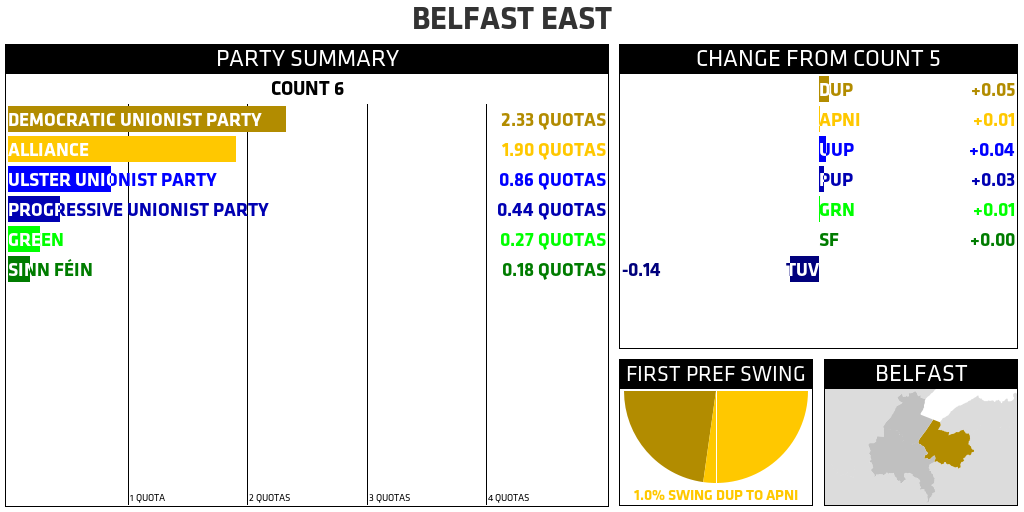 BELFAST EAST
PARTY SUMMARY
COUNT 6
DEMOCRATIC UNIONIST PARTY 2.33 QUOTAS
ALLIANCE 1.90 QUOTAS
ULSTER UNIONIST PARTY 0.86 QUOTAS
PROGRESSIVE UNIONIST PARTY 0.44 QUOTAS
GREEN 0.27 QUOTAS
SINN FÉIN 0.18 QUOTAS
1 QUOTA 2 QUOTAS 3 QUOTAS 4 QUOTAS
CHANGE FROM COUNT 5
DUP +0.05
APNI +0.01
UUP +0.04
PUP +0.03
GRN +0.01
SF +0.00
-0.14 TUV
FIRST PREF SWING
1.0% SWING DUP TO APNI
BELFAST